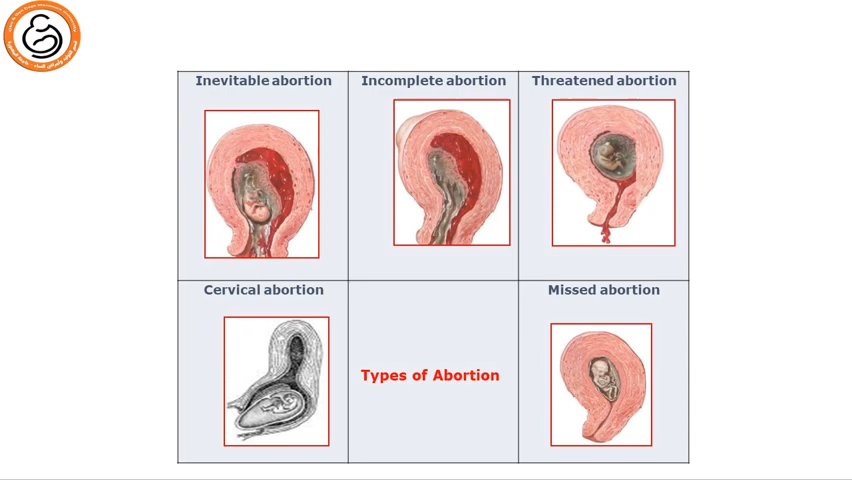 Inevitable abortion
Incomplete abortion
Threatened abortion
Cervical abortion
Types of Abortion
Missed abortion